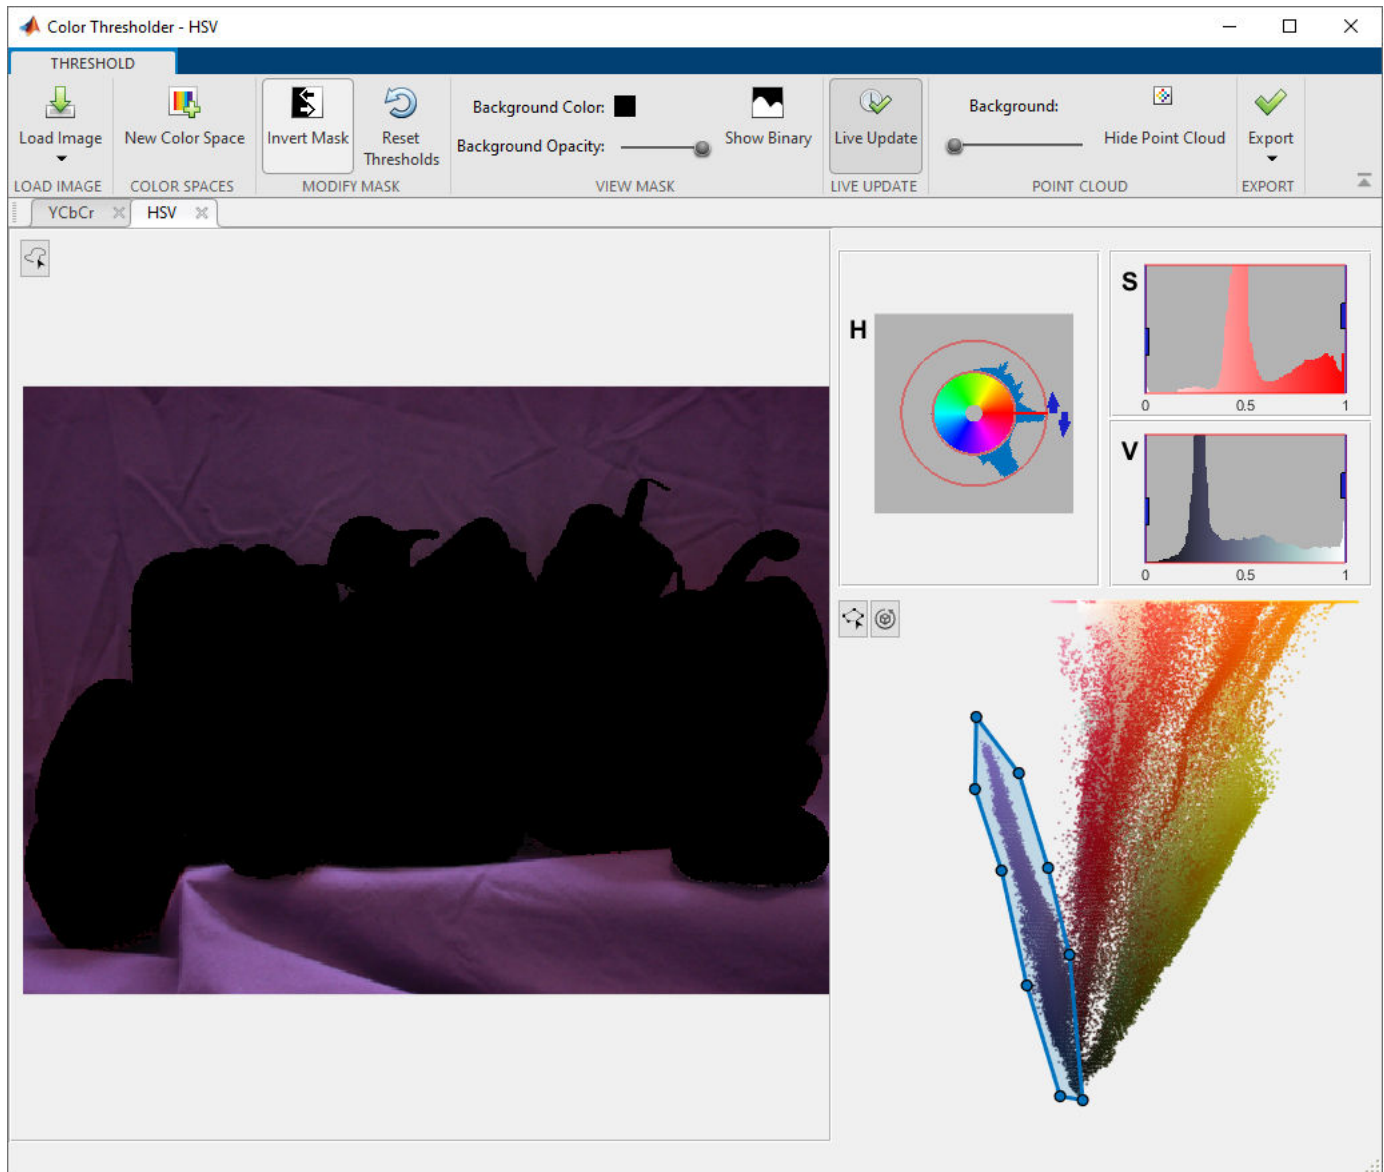 Color Thresholder - HSV
THRESHOLD
Load Image
New Color Space
Invert Mask
Reset
Thresholds
Background Color:
Background Opacity:
Show Binary
Live Update
Background:
Hide Point Cloud
Export
LOAD IMAGE
COLOR SPACES
MODIFY MASK
VIEW MASK
LIVE UPDATE
POINT CLOUD
EXPORT
YCbCr
HSV
H
S
0 0.5 1
V
0 0.5 1